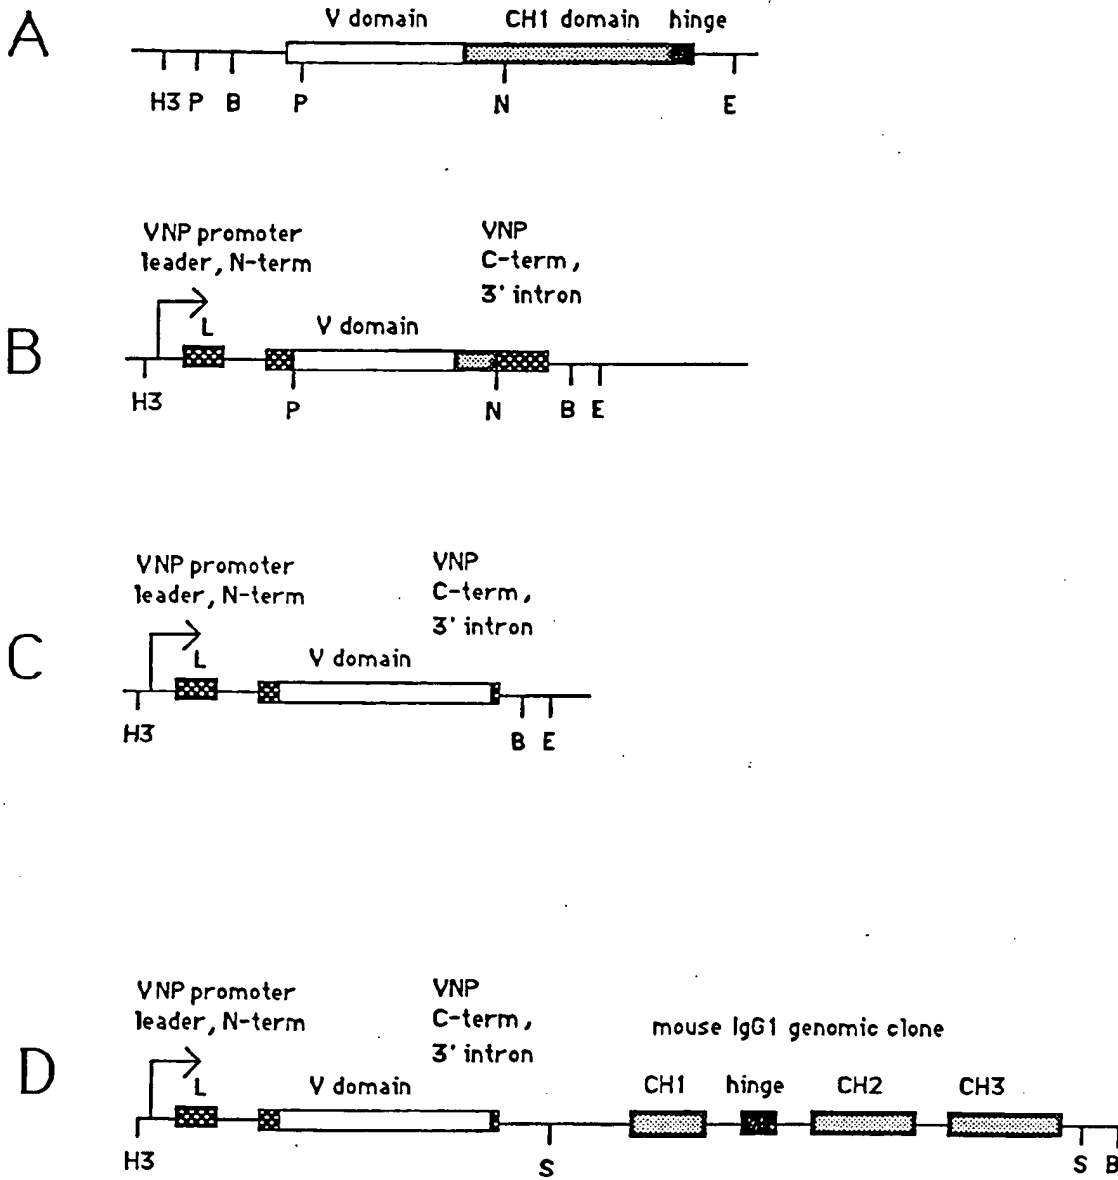 A
V domain CH1 domain hinge
H3 P B P N E
B
VNP promoter
leader, N-term
VNP
C-term,
3' intron
L
V domain
H3 P N B E
C
VNP promoter
leader, N-term
VNP
C-term,
3' intron
L
V domain
H3 B E
D
VNP promoter
leader, N-term
VNP
C-term,
3' intron
mouse IgG1 genomic clone
L
V domain
CH1 hinge CH2 CH3
H3 S S B